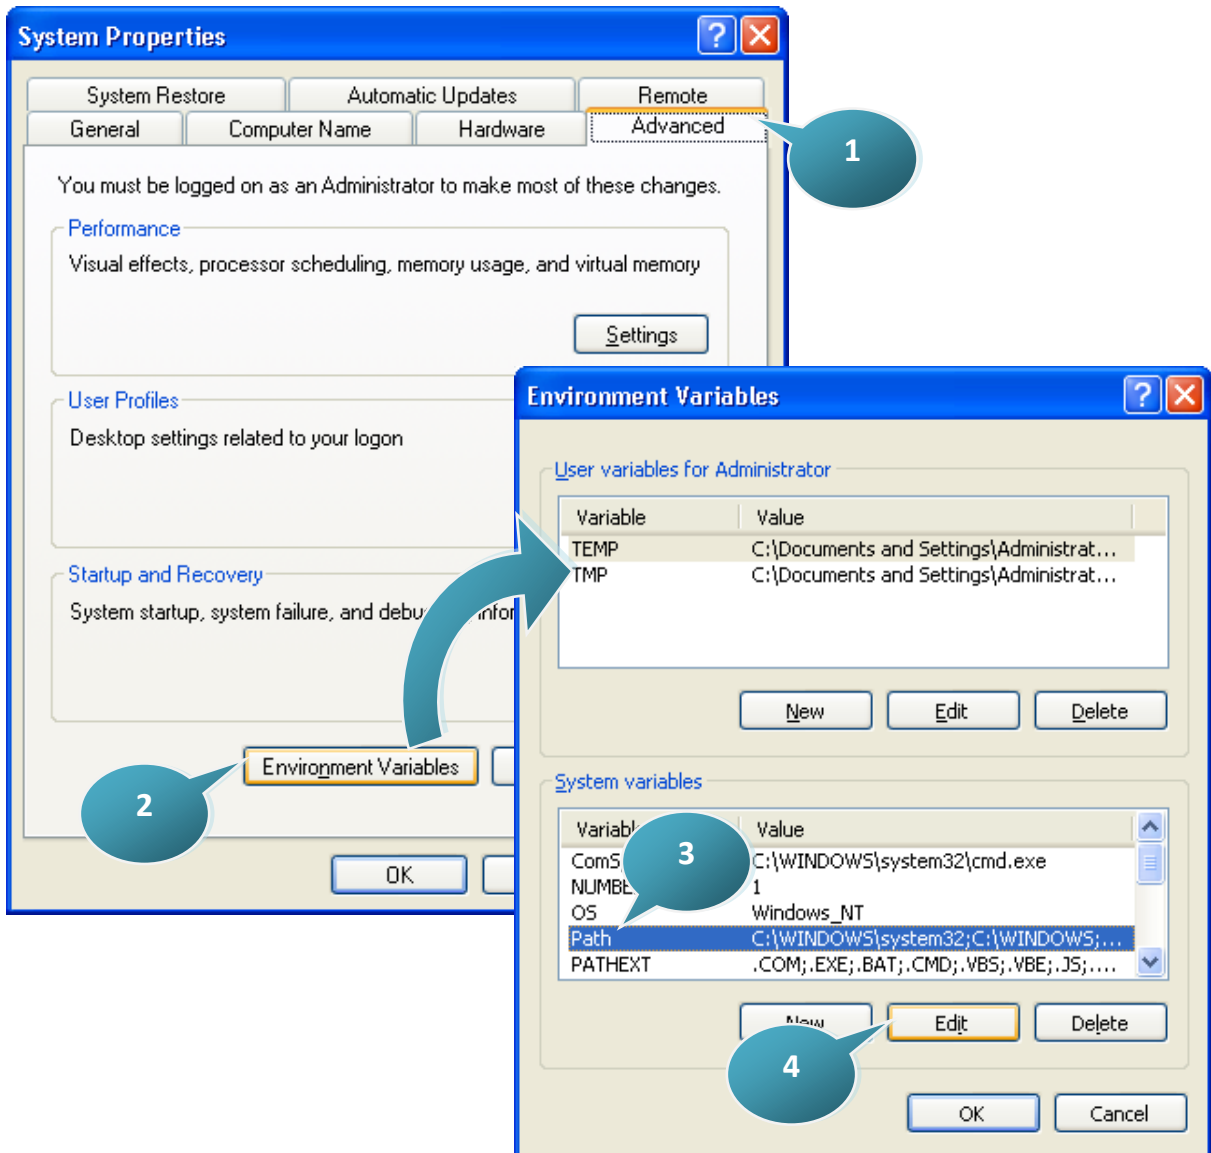 System Properties
System Restore Automatic Updates Remote
General Computer Name Hardware Advanced
1
You must be logged on as an Administrator to make most of these changes.
Performance
Visual effects, processor scheduling, memory usage, and virtual memory
Settings
User Profiles
Desktop settings related to your logon
Startup and Recovery
System startup, system failure, and
Environment Variables
2
OK
Environment Variables
User variables for Administrator
Variable Value
TEMP C:\Documents and Settings\Administrat...
TMP C:\Documents and Settings\Administrat...
New Edit Delete
System variables
Value
3
C:\WINDOWS\system32\cmd.exe
1
OS Windows_NT
Path C:\WINDOWS\system32;C:\WINDOWS;...
PATHEXT .COM;.EXE;.BAT;.CMD;.VBS;.VBE;.JS;....
New Edit Delete
4
OK Cancel